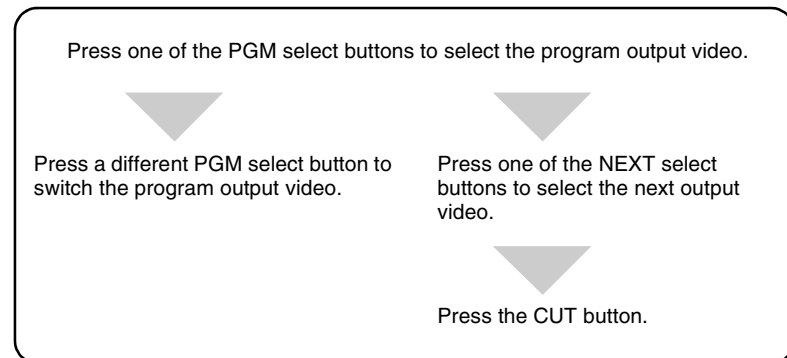 Press one of the PGM select buttons to select the program output video.
Press a different PGM select button to
switch the program output video.
Press one of the NEXT select
buttons to select the next output
video.
Press the CUT button.